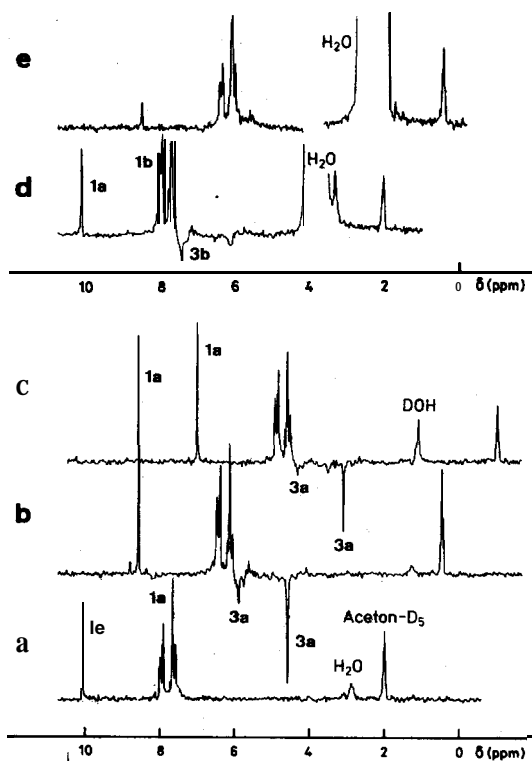 e
H₂O
d
1a
1b
H₂O
3b
10 8 6 4 2 0 δ (ppm)
c
1a
1a
DOH
3a
3a
b
1a
3a
3a
Aceton-D₅
a
Ie
H₂O
10 8 6 4 2 0 δ (ppm)